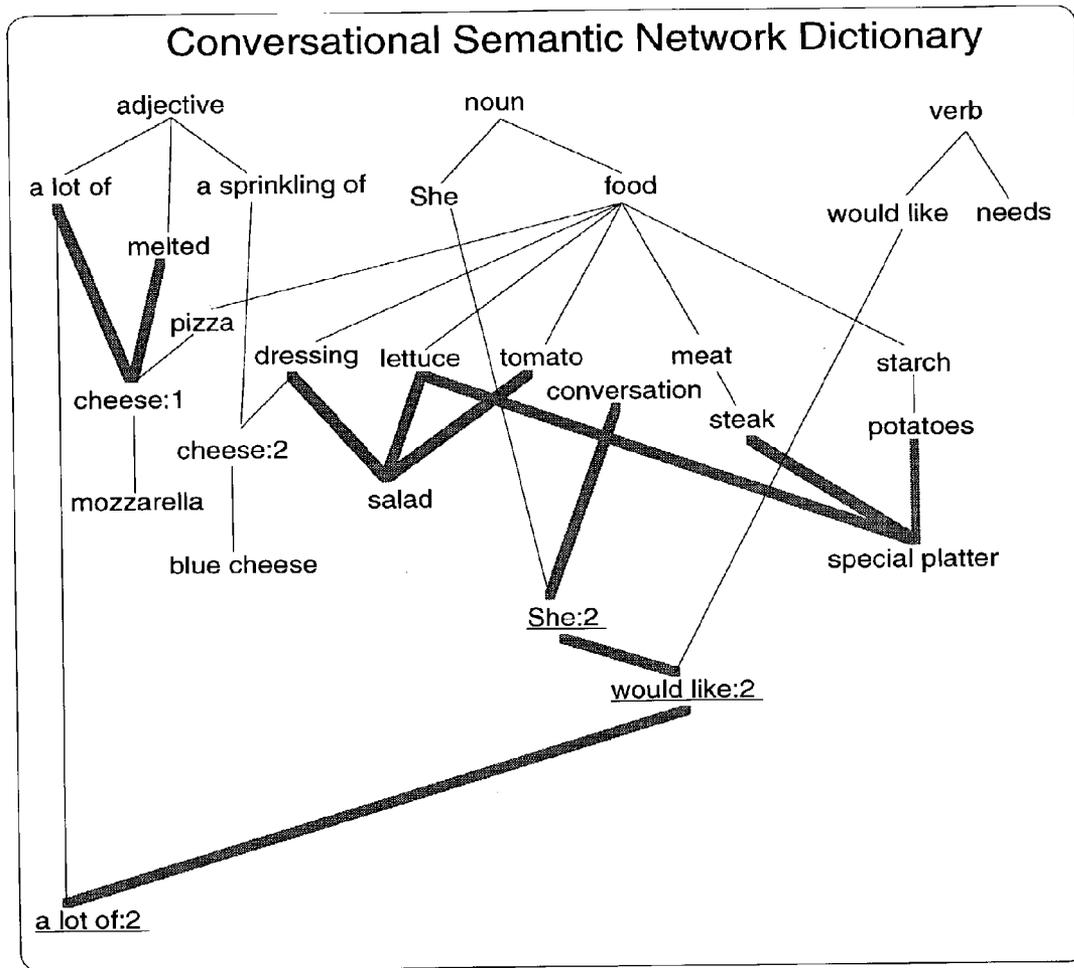 Conversational Semantic Network Dictionary
adjective
noun
verb
a lot of
a sprinkling of
She
food
would like
needs
melted
pizza
dressing
lettuce
tomato
meat
starch
cheese:1
conversation
steak
potatoes
cheese:2
mozzarella
salad
blue cheese
special platter
She:2
would like:2
a lot of:2